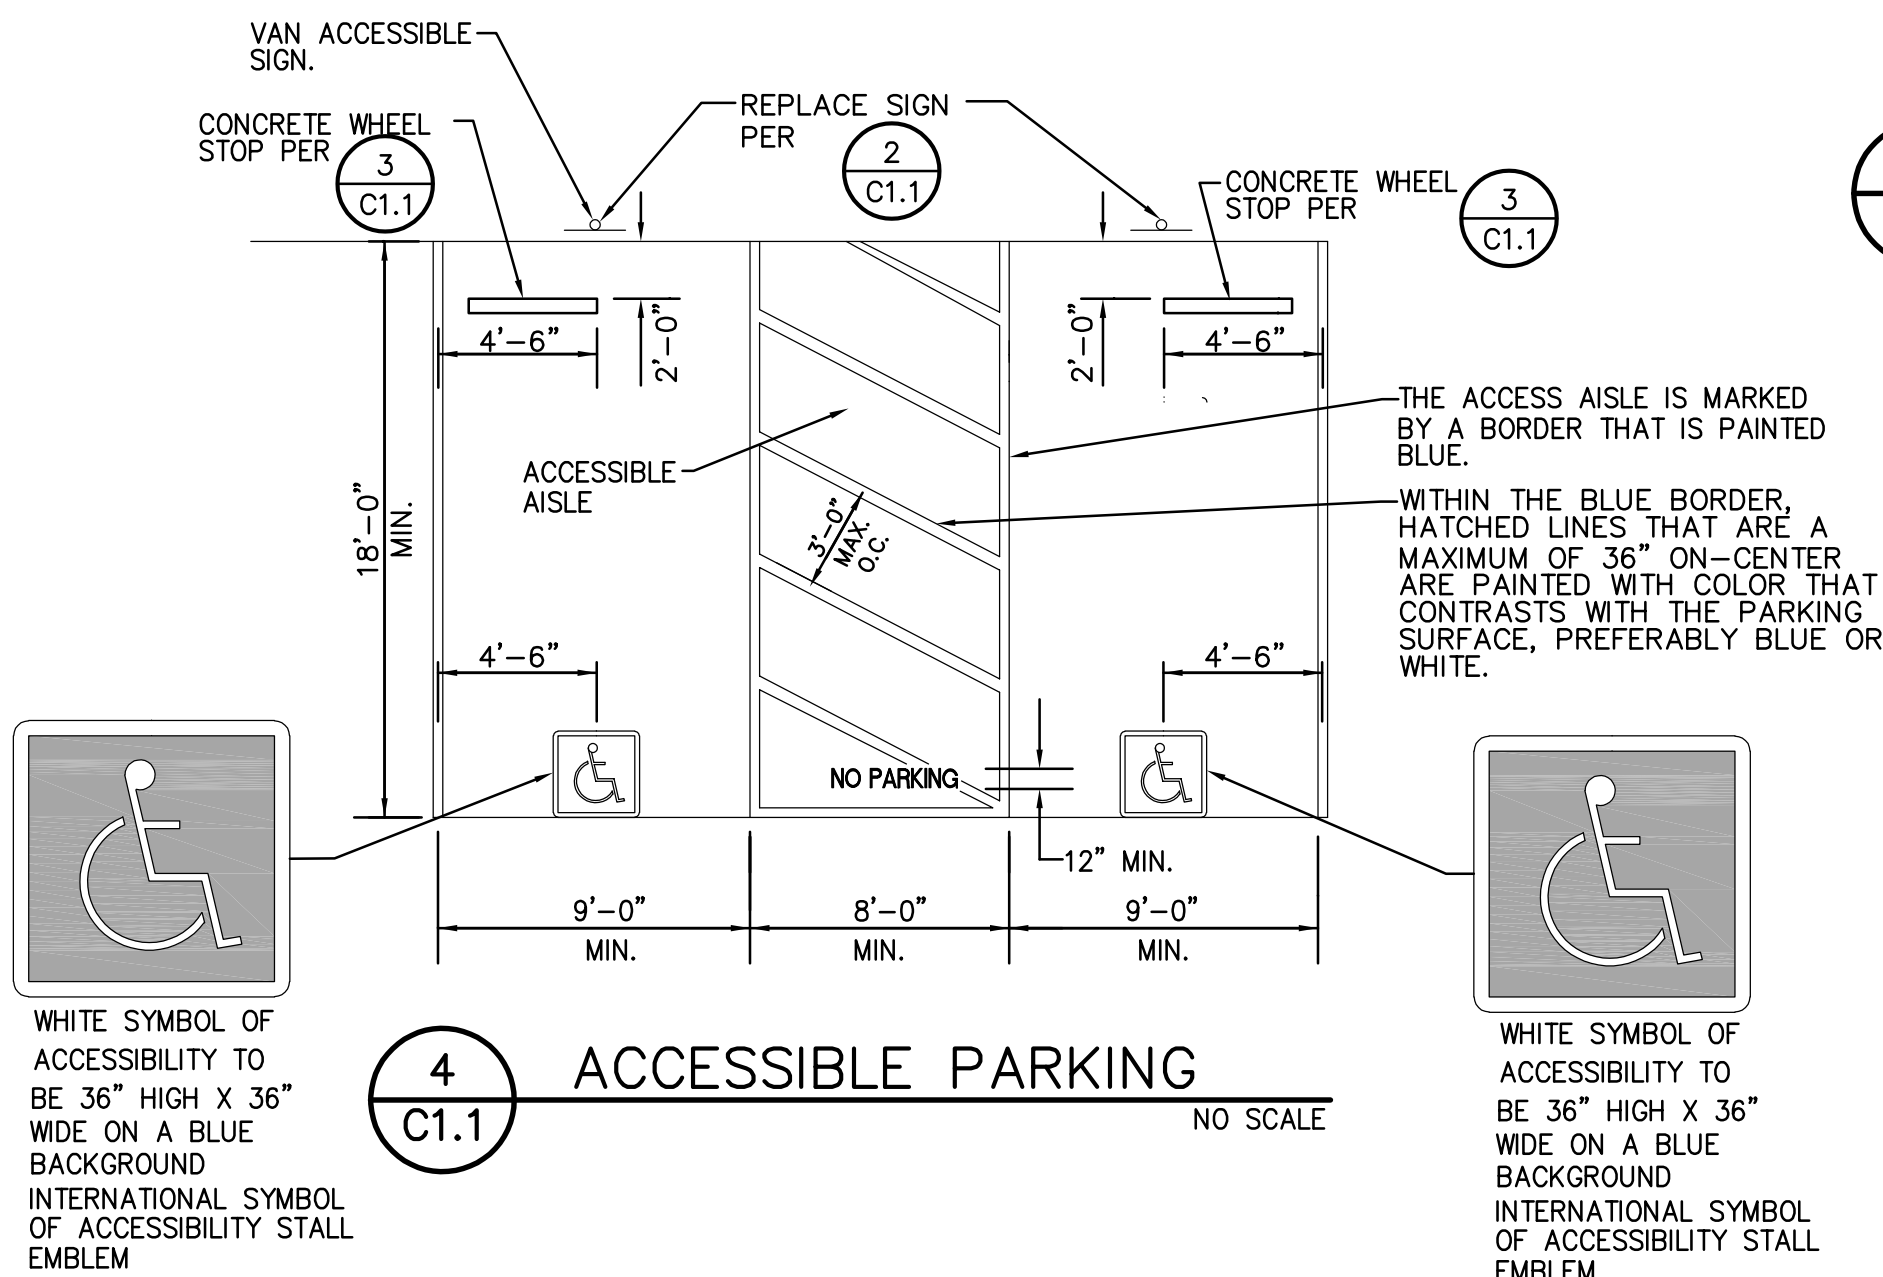 VAN ACCESSIBLE
SIGN.
CONCRETE WHEEL
STOP PER
3
C1.1
REPLACE SIGN
PER
2
C1.1
CONCRETE WHEEL
STOP PER
3
C1.1
4'-6"
2'-0"
2'-0"
4'-6"
THE ACCESS AISLE IS MARKED
BY A BORDER THAT IS PAINTED
BLUE.
ACCESSIBLE
AISLE
18'-0"
MIN.
3'-0"
MAX.
O.C.
WITHIN THE BLUE BORDER,
HATCHED LINES THAT ARE A
MAXIMUM OF 36" ON-CENTER
ARE PAINTED WITH COLOR THAT
CONTRASTS WITH THE PARKING
SURFACE, PREFERABLY BLUE OR
WHITE.
4'-6"
4'-6"
NO PARKING
12" MIN.
9'-0"
MIN.
8'-0"
MIN.
9'-0"
MIN.
WHITE SYMBOL OF
ACCESSIBILITY TO
BE 36" HIGH X 36"
WIDE ON A BLUE
BACKGROUND
INTERNATIONAL SYMBOL
OF ACCESSIBILITY STALL
EMBLEM
4
C1.1
ACCESSIBLE PARKING
NO SCALE
WHITE SYMBOL OF
ACCESSIBILITY TO
BE 36" HIGH X 36"
WIDE ON A BLUE
BACKGROUND
INTERNATIONAL SYMBOL
OF ACCESSIBILITY STALL
EMBLEM